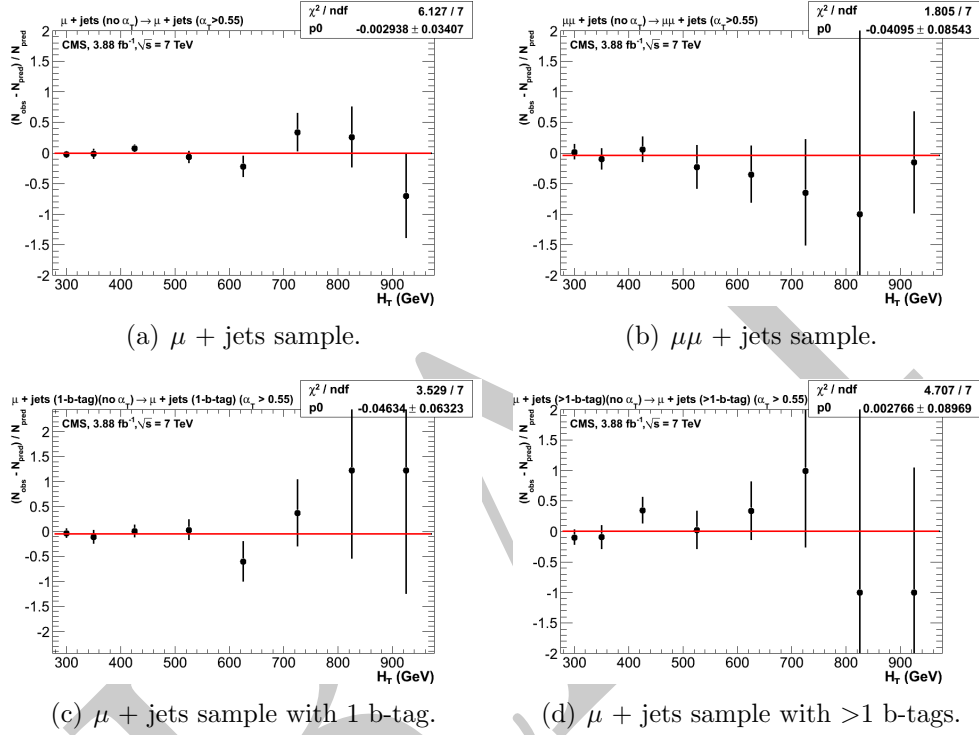 μ + jets (no α_T) → μ + jets (α_T>0.55)
χ² / ndf 6.127 / 7
p0 -0.002938 ± 0.03407
CMS, 3.88 fb⁻¹,√s = 7 TeV
(N_obs - N_pred) / N_pred
2
1.5
1
0.5
0
-0.5
-1
-1.5
-2
300 400 500 600 700 800 900
H_T (GeV)
(a) μ + jets sample.
μμ + jets (no α_T) → μμ + jets (α_T>0.55)
χ² / ndf 1.805 / 7
p0 -0.04095 ± 0.08543
CMS, 3.88 fb⁻¹,√s = 7 TeV
(N_obs - N_pred) / N_pred
2
1.5
1
0.5
0
-0.5
-1
-1.5
-2
300 400 500 600 700 800 900
H_T (GeV)
(b) μμ + jets sample.
μ + jets (1-b-tag)(no α_T) → μ + jets (1-b-tag) (α_T > 0.55)
χ² / ndf 3.529 / 7
p0 -0.04634 ± 0.06323
CMS, 3.88 fb⁻¹,√s = 7 TeV
(N_obs - N_pred) / N_pred
2
1.5
1
0.5
0
-0.5
-1
-1.5
-2
300 400 500 600 700 800 900
H_T (GeV)
(c) μ + jets sample with 1 b-tag.
μ + jets (>1-b-tag)(no α_T) → μ + jets (>1-b-tag) (α_T > 0.55)
χ² / ndf 4.707 / 7
p0 0.002766 ± 0.08969
CMS, 3.88 fb⁻¹,√s = 7 TeV
(N_obs - N_pred) / N_pred
2
1.5
1
0.5
0
-0.5
-1
-1.5
-2
300 400 500 600 700 800 900
H_T (GeV)
(d) μ + jets sample with >1 b-tags.